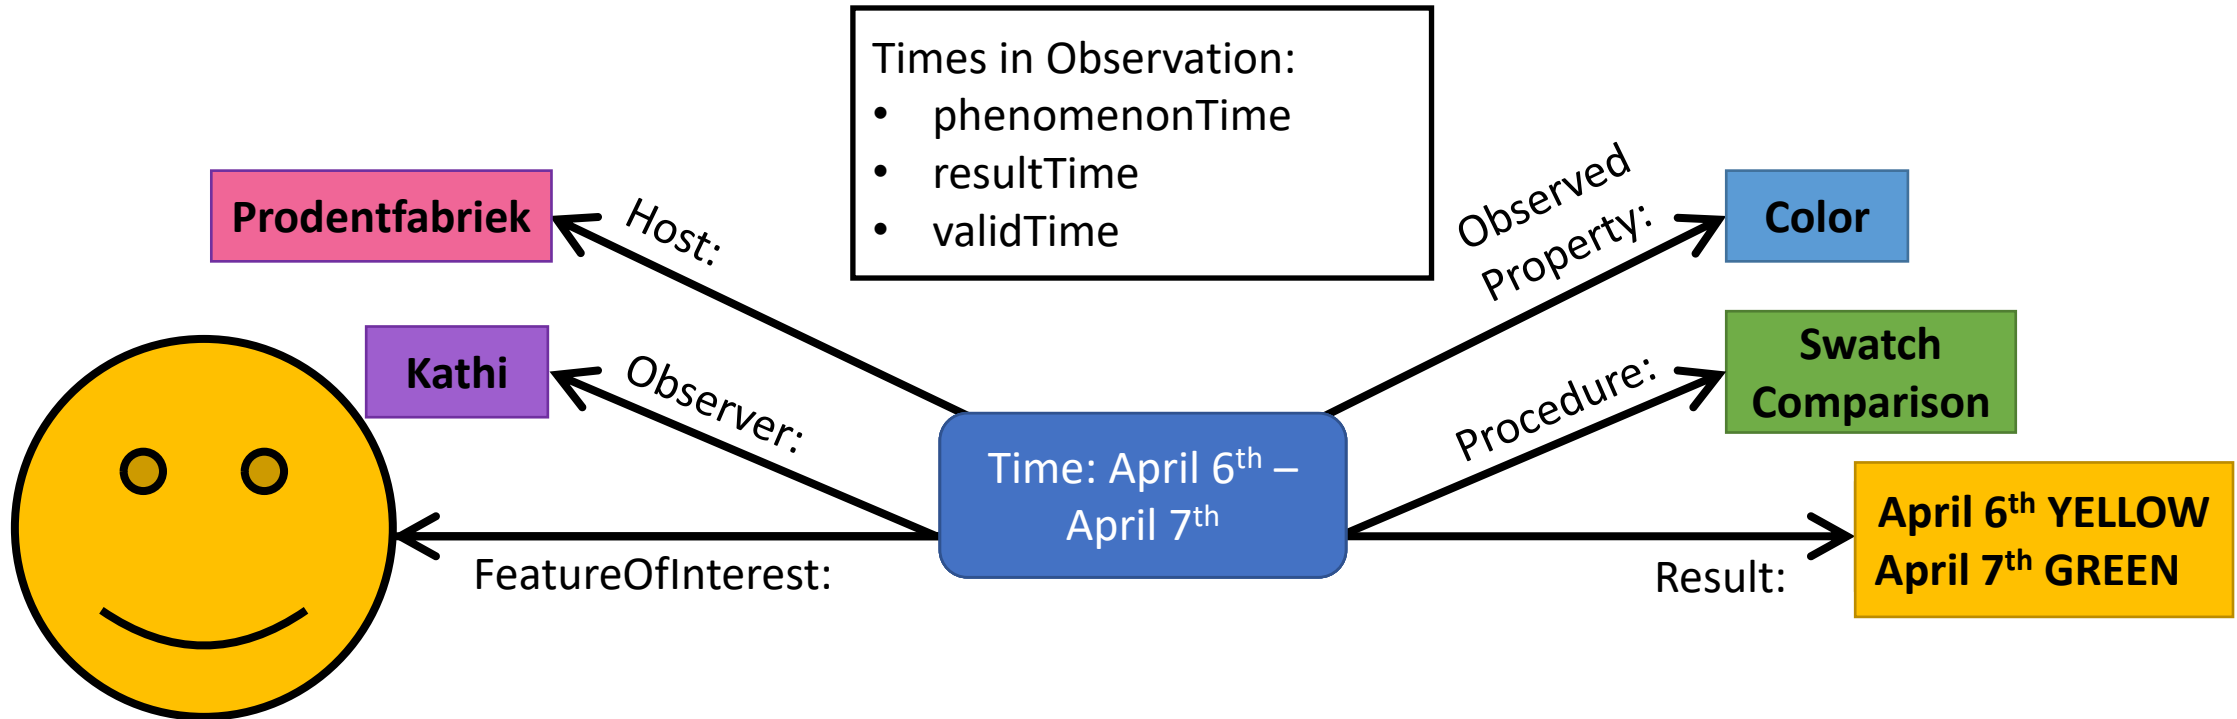 Times in Observation:
• phenomenonTime
• resultTime
• validTime
Prodentfabriek
Host:
Observed
Property:
Color
Kathi
Observer:
Procedure:
Swatch
Comparison
Time: April 6th –
April 7th
FeatureOfInterest:
Result:
April 6th YELLOW
April 7th GREEN